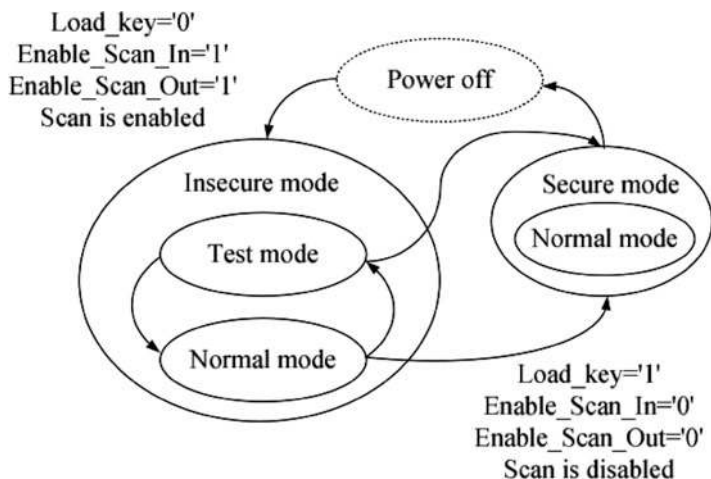 Load_key='0'
Enable_Scan_In='1'
Enable_Scan_Out='1'
Scan is enabled
Power off
Insecure mode
Test mode
Normal mode
Secure mode
Normal mode
Load_key='1'
Enable_Scan_In='0'
Enable_Scan_Out='0'
Scan is disabled